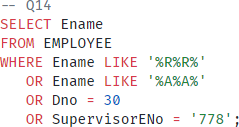 -- Q14
SELECT Ename
FROM EMPLOYEE
WHERE Ename LIKE '%R%R%'
   OR Ename LIKE '%A%A%'
   OR Dno = 30
   OR SupervisorENo = '778';